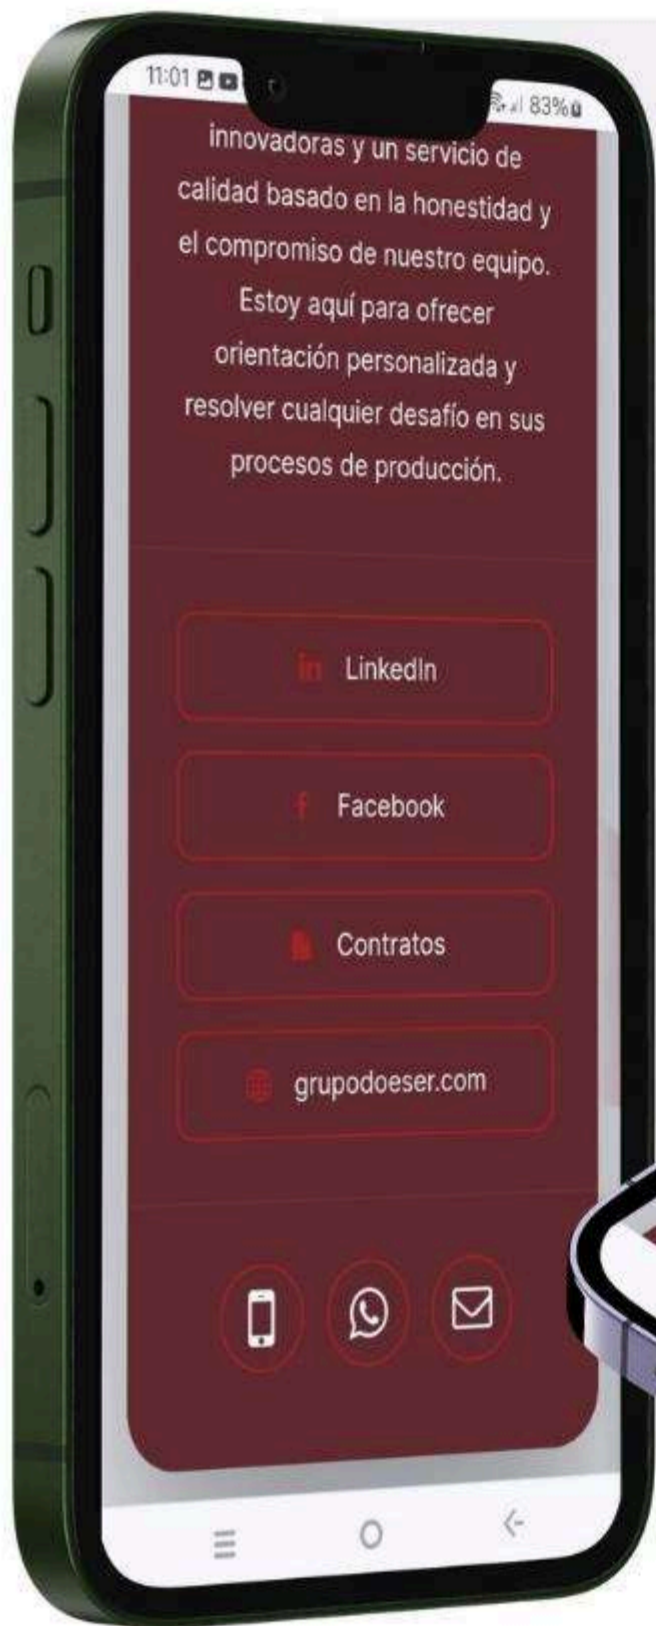 11:01
83%
innovadoras y un servicio de
calidad basado en la honestidad y
el compromiso de nuestro equipo.
Estoy aquí para ofrecer
orientación personalizada y
resolver cualquier desafío en sus
procesos de producción.
in LinkedIn
f Facebook
Contratos
grupodoeser.com